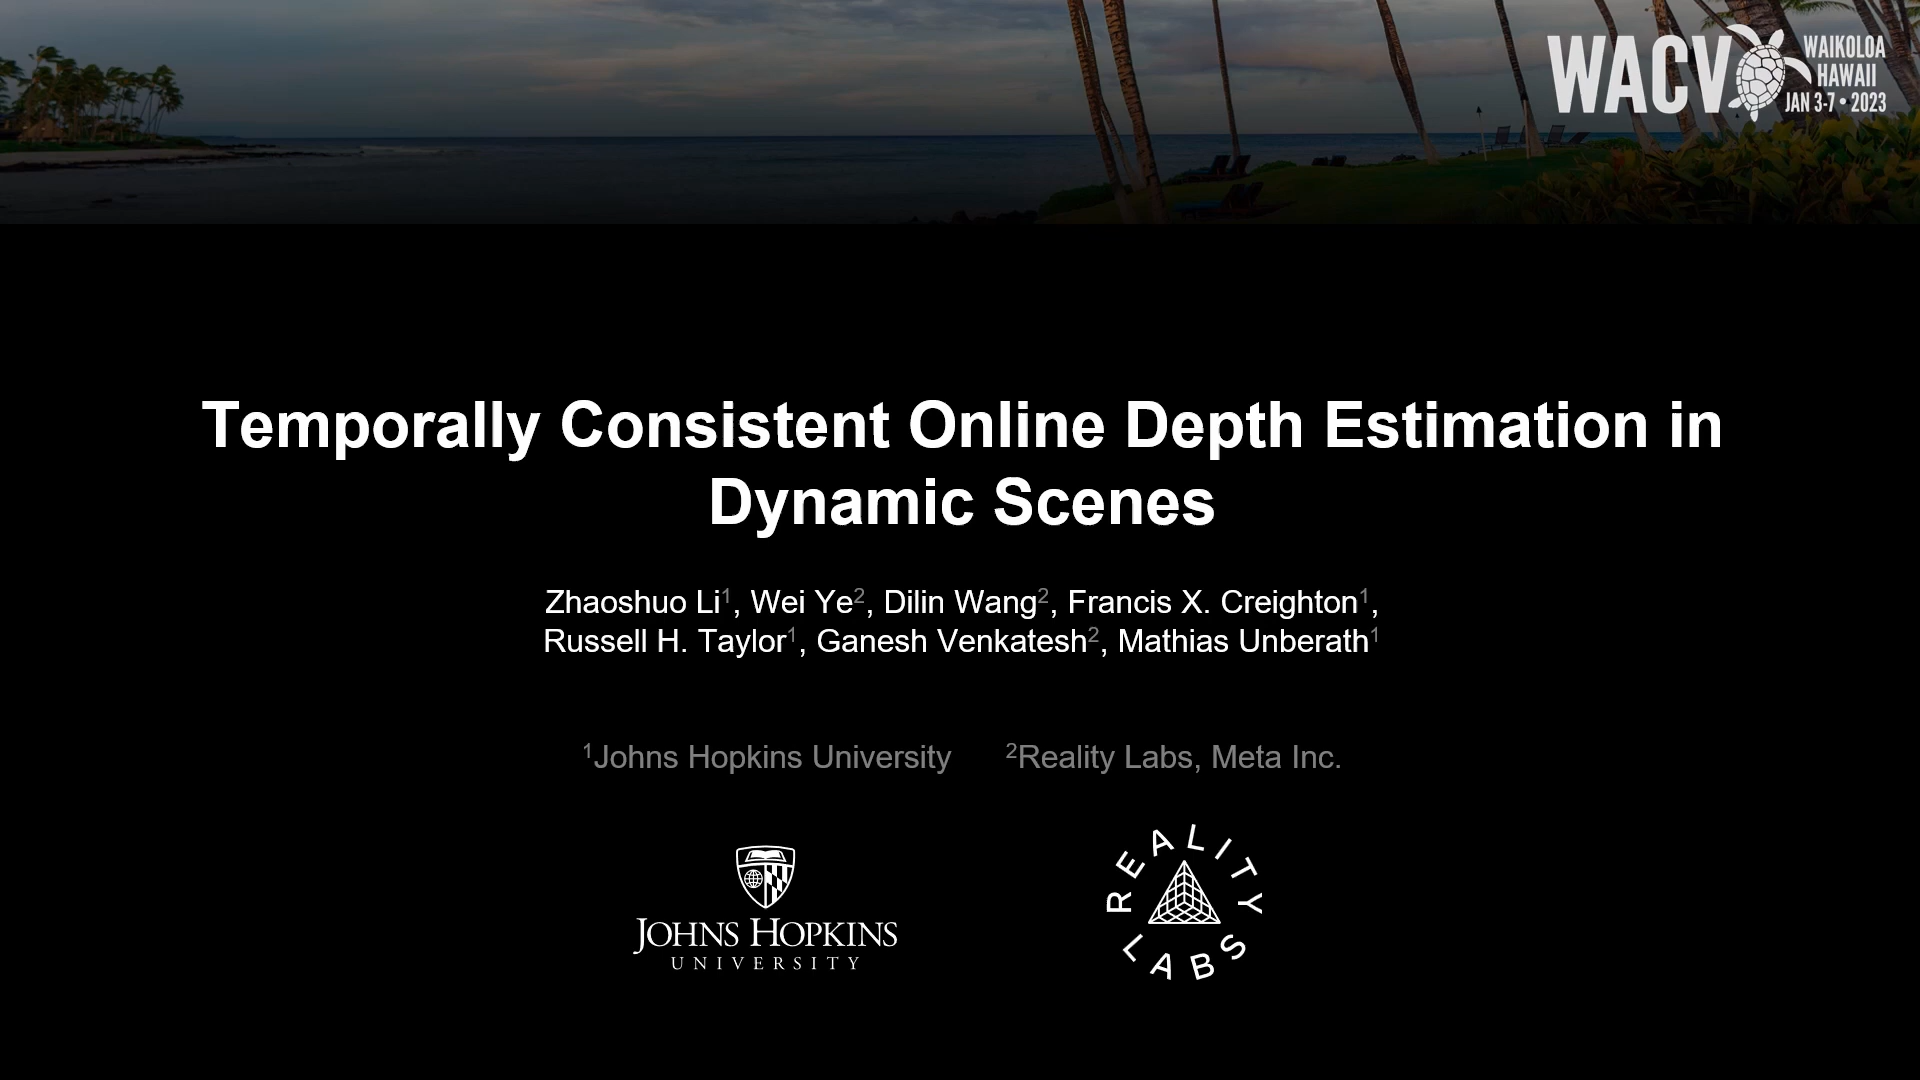 WACV
WAIKOLOA
HAWAII
JAN 3-7 • 2023
Temporally Consistent Online Depth Estimation in
Dynamic Scenes
Zhaoshuo Li¹, Wei Ye², Dilin Wang², Francis X. Creighton¹,
Russell H. Taylor¹, Ganesh Venkatesh², Mathias Unberath¹
¹Johns Hopkins University ²Reality Labs, Meta Inc.
JOHNS HOPKINS
UNIVERSITY
REALITY
LABS